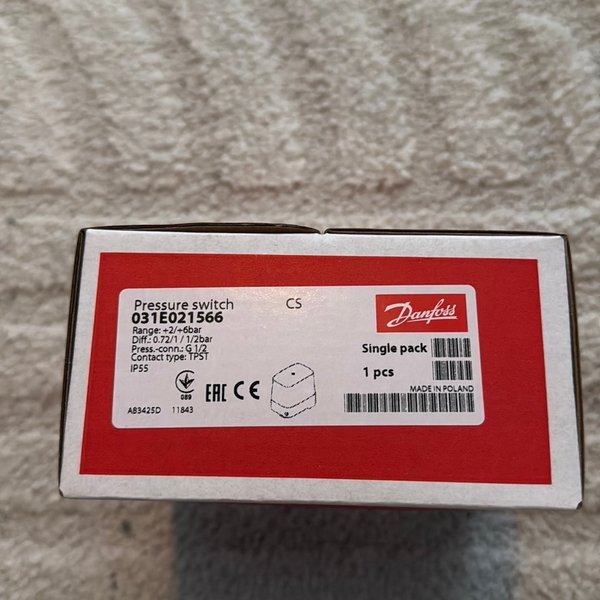 Pressure switch CS
031E021566
Range: +2/+6bar
Diff.: 0.72/1 / 1/2bar
Press.-conn.: G 1/2
Contact type: TPST
IP55
089
EAC CE
AB3425D 11843
Danfoss
Single pack
1 pcs
MADE IN POLAND